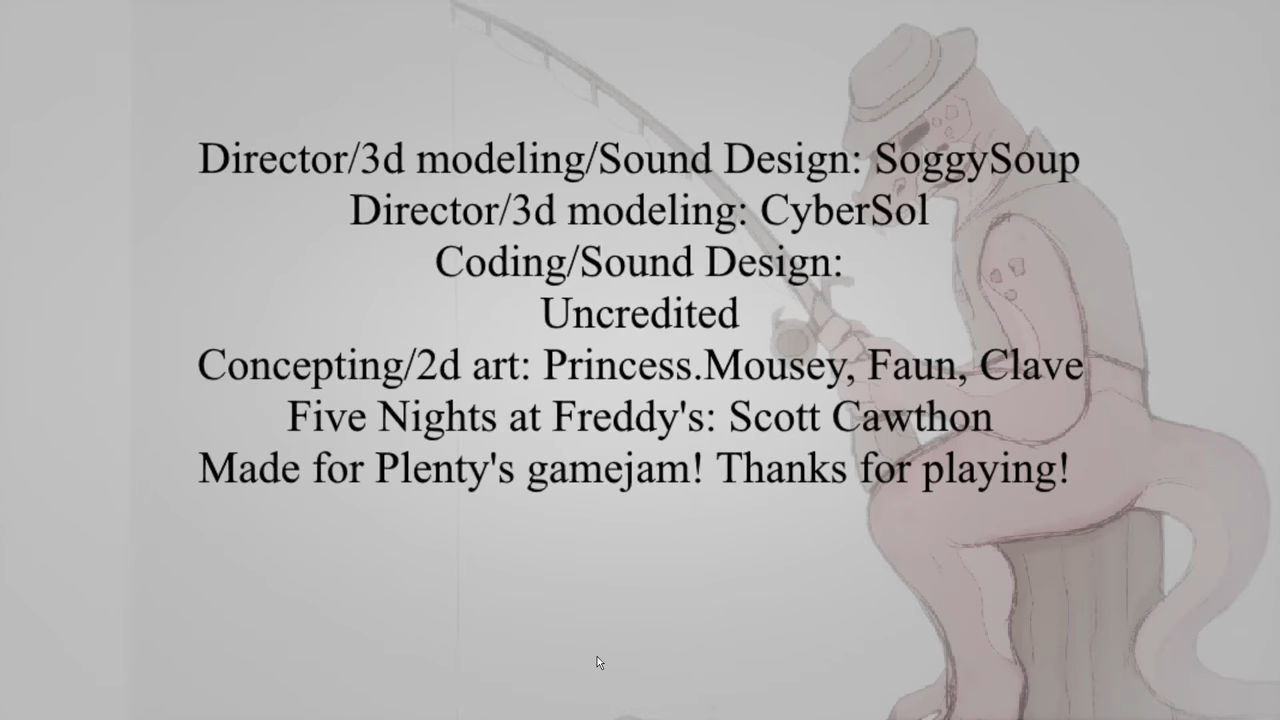 Director/3d modeling/Sound Design: SoggySoup
Director/3d modeling: CyberSol
Coding/Sound Design:
Uncredited
Concepting/2d art: Princess.Mousey, Faun, Clave
Five Nights at Freddy's: Scott Cawthon
Made for Plenty's gamejam! Thanks for playing!